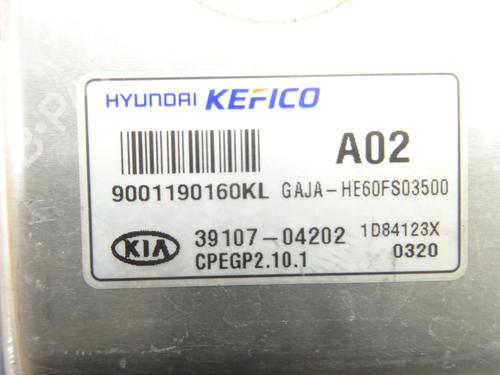 HYUNDAI KEFICO
A02
9001190160KL GAJA-HE60FS03500
KIA 39107-04202 1D84123X
CPEGP2.10.1 0320